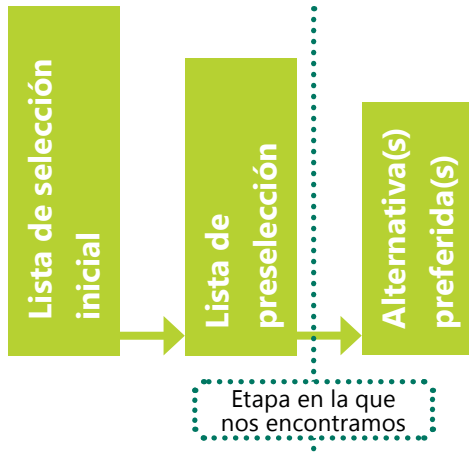 Lista de selección
inicial
Lista de
preselección
Alternativa(s)
preferida(s)
Etapa en la que
nos encontramos